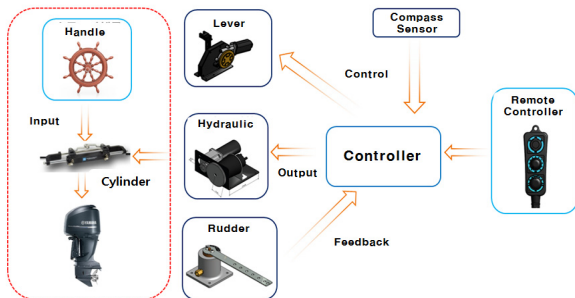 Handle
Input
Cylinder
Lever
Hydraulic
Rudder
Compass
Sensor
Control
Controller
Output
Feedback
Remote
Controller